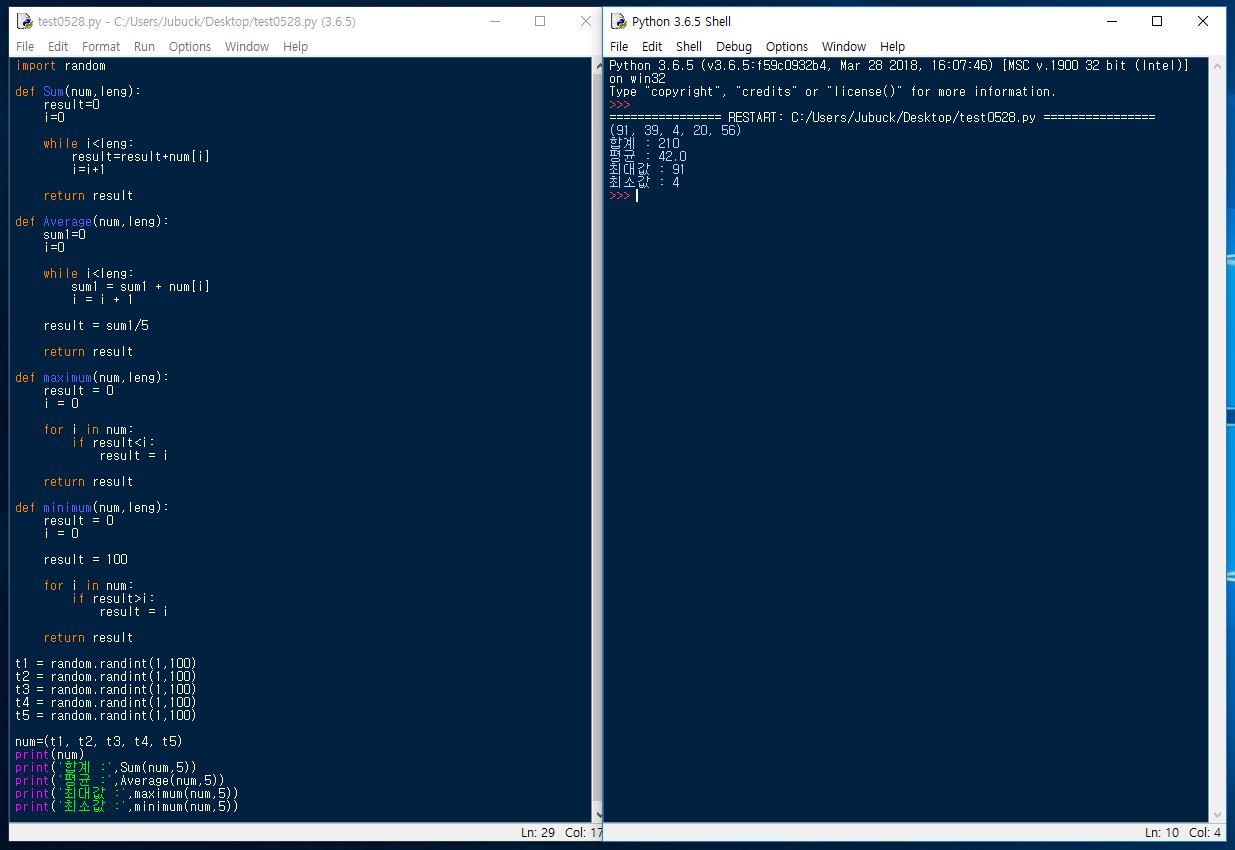 test0528.py - C:/Users/Jubuck/Desktop/test0528.py (3.6.5)
File Edit Format Run Options Window Help
import random
def Sum(num,leng):
result=0
i=0
while i<leng:
result=result+num[i]
i=i+1
return result
def Average(num,leng):
sum1=0
i=0
while i<leng:
sum1 = sum1 + num[i]
i = i + 1
result = sum1/5
return result
def maximum(num,leng):
result = 0
i = 0
for i in num:
if result<i:
result = i
return result
def minimum(num,leng):
result = 0
i = 0
result = 100
for i in num:
if result>i:
result = i
return result
t1 = random.randint(1,100)
t2 = random.randint(1,100)
t3 = random.randint(1,100)
t4 = random.randint(1,100)
t5 = random.randint(1,100)
num=(t1, t2, t3, t4, t5)
print(num)
print('합계 :',Sum(num,5))
print('평균 :',Average(num,5))
print('최대값 :',maximum(num,5))
print('최소값 :',minimum(num,5))
Ln: 29 Col: 17
Python 3.6.5 Shell
File Edit Shell Debug Options Window Help
Python 3.6.5 (v3.6.5:f59c0932b4, Mar 28 2018, 16:07:46) [MSC v.1900 32 bit (Intel)]
on win32
Type "copyright", "credits" or "license()" for more information.
>>>
================ RESTART: C:/Users/Jubuck/Desktop/test0528.py ================
(91, 39, 4, 20, 56)
합계 : 210
평균 : 42.0
최대값 : 91
최소값 : 4
>>>
Ln: 10 Col: 4